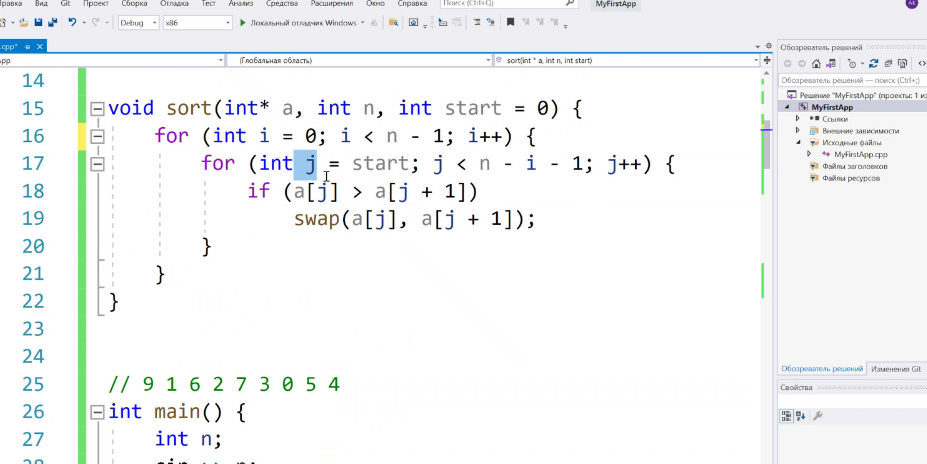 Правка Вид Git Проект Сборка Отладка Тест Анализ Средства Расширения Окно Справка Поиск (Ctrl+Q) MyFirstApp AK
Debug x86 Локальный отладчик Windows
.cpp*
App (Глобальная область) sort(int * a, int n, int start)
14
15 void sort(int* a, int n, int start = 0) {
16 for (int i = 0; i < n - 1; i++) {
17 for (int j = start; j < n - i - 1; j++) {
18 if (a[j] > a[j + 1])
19 swap(a[j], a[j + 1]);
20 }
21 }
22 }
23
24
25 // 9 1 6 2 7 3 0 5 4
26 int main() {
27 int n;
28 cin >> n;
Обозреватель решений
Обозреватель решений — поиск (Ctrl+;)
Решение "MyFirstApp" (проекты: 1 из
MyFirstApp
Ссылки
Внешние зависимости
Исходные файлы
MyFirstApp.cpp
Файлы заголовков
Файлы ресурсов
Обозреватель решений Изменения Git
Свойства